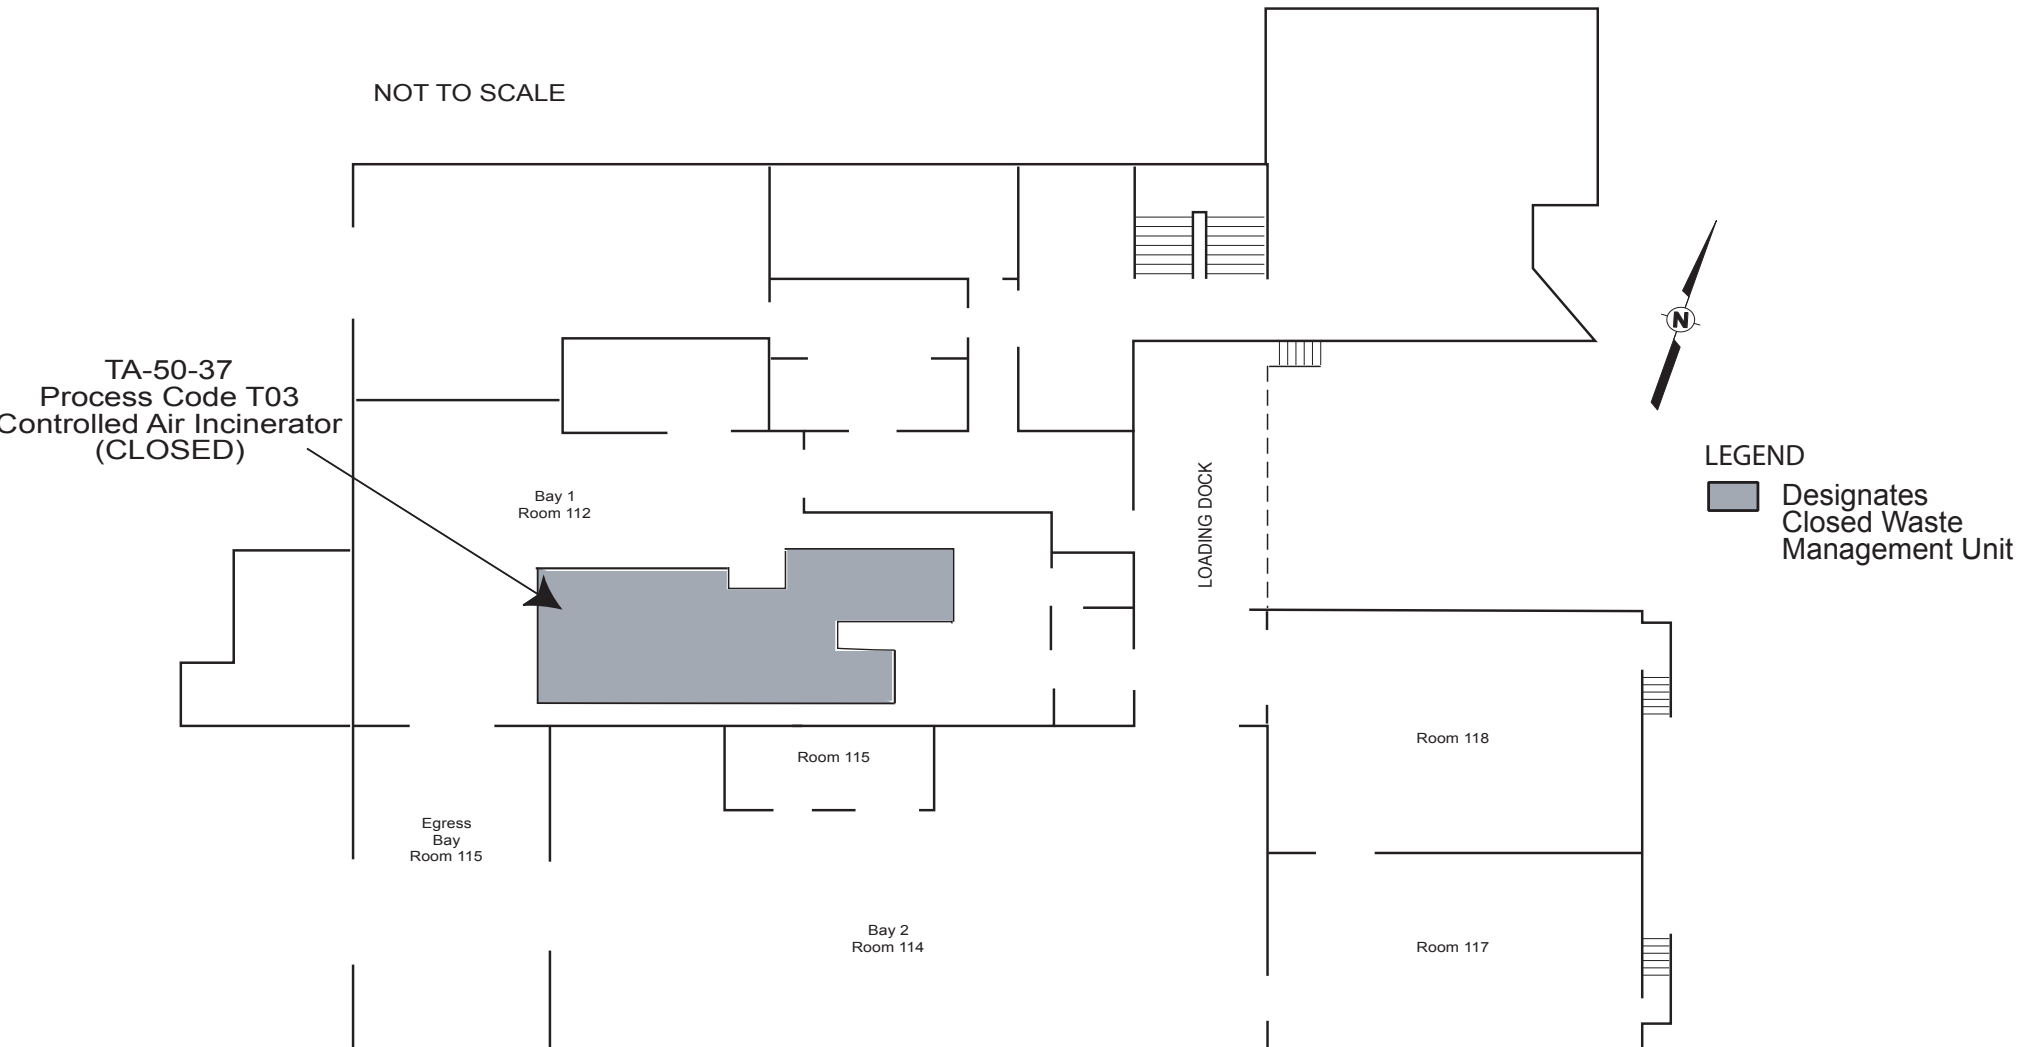 NOT TO SCALE
TA-50-37
Process Code T03
Controlled Air Incinerator
(CLOSED)
Bay 1
Room 112
LOADING DOCK
N
LEGEND
Designates
Closed Waste
Management Unit
Room 115
Room 118
Egress
Bay
Room 115
Bay 2
Room 114
Room 117